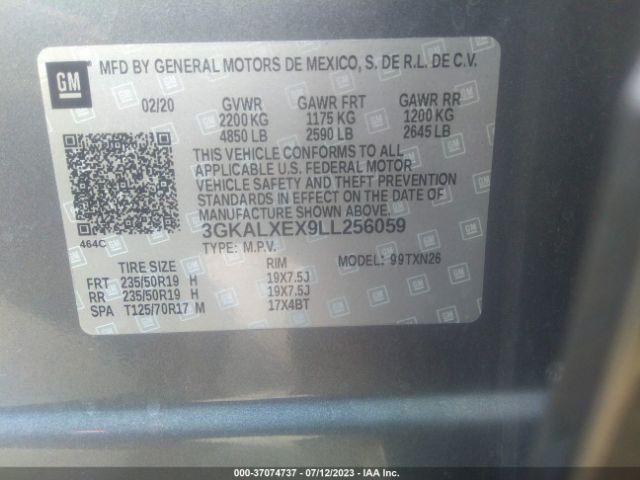 GM
MFD BY GENERAL MOTORS DE MEXICO, S. DE R.L. DE C.V.
02/20 GVWR GAWR FRT GAWR RR
2200 KG 1175 KG 1200 KG
4850 LB 2590 LB 2645 LB
THIS VEHICLE CONFORMS TO ALL
APPLICABLE U.S. FEDERAL MOTOR
VEHICLE SAFETY AND THEFT PREVENTION
STANDARDS IN EFFECT ON THE DATE OF
MANUFACTURE SHOWN ABOVE.
464C 3GKALXEX9LL256059
TYPE: M.P.V. MODEL: 99TXN26
TIRE SIZE RIM
FRT 235/50R19 H 19X7.5J
RR 235/50R19 H 19X7.5J
SPA T125/70R17 M 17X4BT
000-37074737 - 07/12/2023 - IAA Inc.